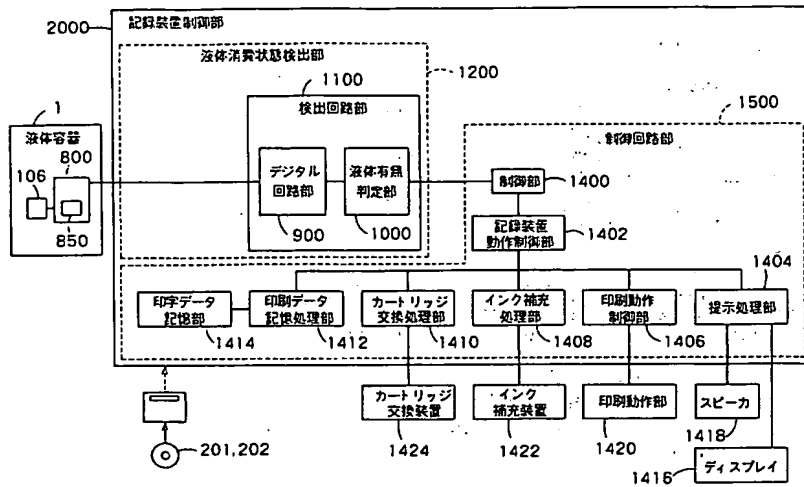 2000
記録装置制御部
液体消費状態検出部
1200
1100
検出回路部
1500
制御回路部
1
液体容器
800
106
850
デジタル
回路部
900
液体有無
判定部
1000
制御部
1400
記録装置
動作制御部
1402
1404
印字データ
記憶部
1414
印刷データ
記憶処理部
1412
カートリッジ
交換処理部
1410
インク補充
処理部
1408
印刷動作
制御部
1406
提示処理部
カートリッジ
交換装置
1424
インク
補充装置
1422
印刷動作部
1420
スピーカ
1418
1416
ディスプレイ
201,202